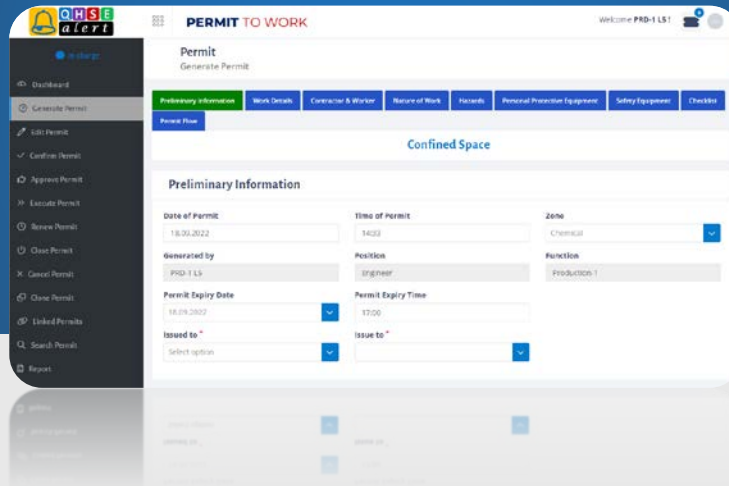 QHSE
alert
PERMIT TO WORK
Welcome PRD-1 LS !
In charge
Permit
Generate Permit
Dashboard
Generate Permit
Edit Permit
Confirm Permit
Approve Permit
Execute Permit
Renew Permit
Close Permit
Cancel Permit
Clone Permit
Linked Permits
Search Permit
Report
Preliminary Information Work Details Contractor & Worker Nature of Work Hazards Personal Protective Equipment Safety Equipment Checklist
Permit Flow
Confined Space
Preliminary Information
Date of Permit Time of Permit Zone
18.09.2022 14:03 Chemical
Generated by Position Function
PRD-1 LS Engineer Production-1
Permit Expiry Date Permit Expiry Time
18.09.2022 17:00
Issued to * Issue to *
Select option